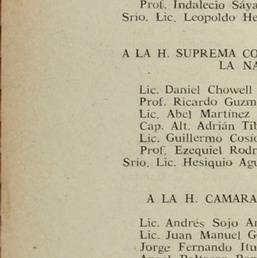 Prof. Indalecio Sáya
Srio. Lic. Leopoldo He
A LA H. SUPREMA CO
LA NA
Lic. Daniel Chowell
Prof. Ricardo Guzm
Lic. Abel Martínez
Cap. Alt. Adrián Tib
Lic. Guillermo Cosío
Prof. Ezequiel Rodr
Srio. Lic. Hesiquio Agu
A LA H. CAMARA
Lic. Andrés Sojo An
Lic. Juan Manuel G
Jorge Fernando Itu